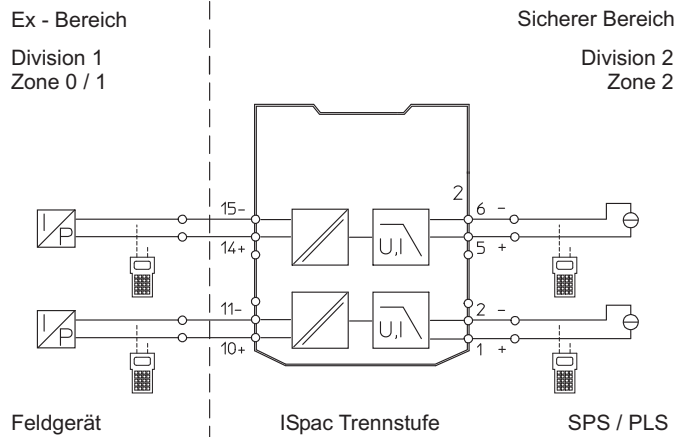 Ex - Bereich
Sicherer Bereich
Division 1
Zone 0 / 1
Division 2
Zone 2
2
15-
6 -
I
P
U,I
14+
5 +
11-
2 -
I
P
U,I
10+
1 +
Feldgerät
ISpac Trennstufe
SPS / PLS